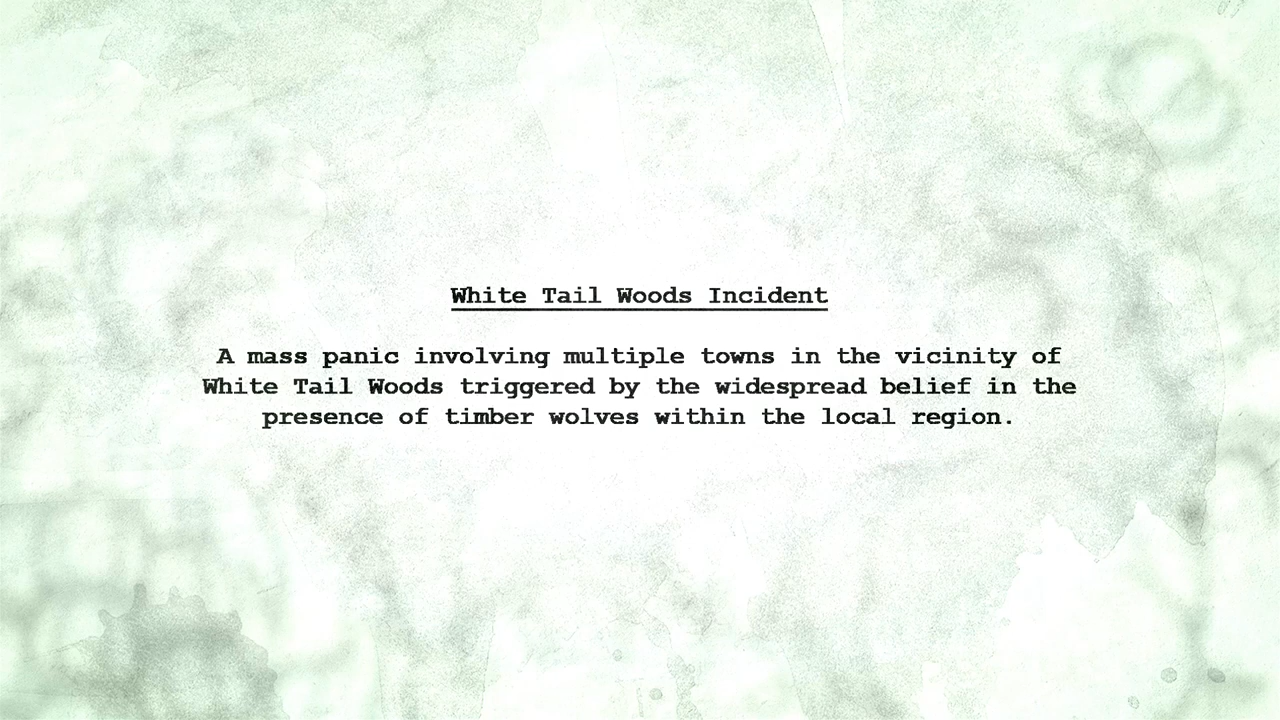 White Tail Woods Incident
A mass panic involving multiple towns in the vicinity of
White Tail Woods triggered by the widespread belief in the
presence of timber wolves within the local region.